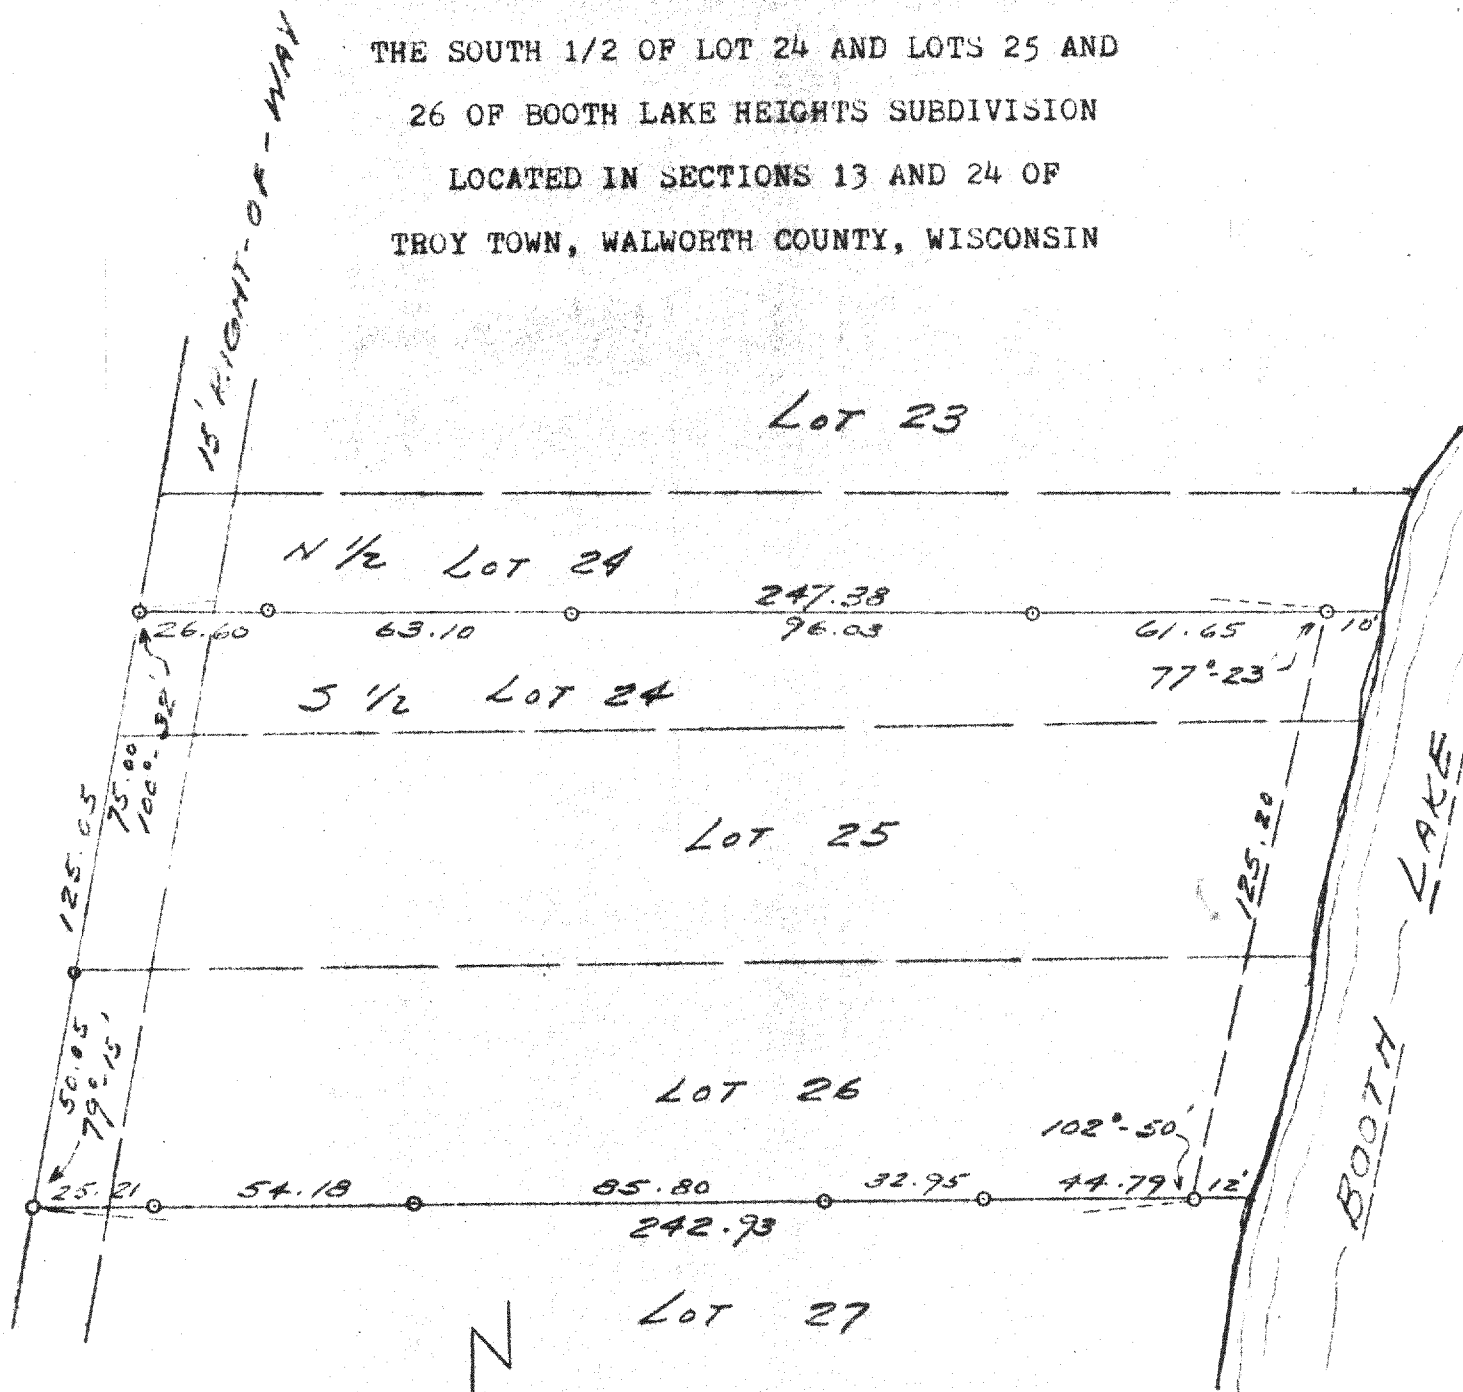 THE SOUTH 1/2 OF LOT 24 AND LOTS 25 AND
26 OF BOOTH LAKE HEIGHTS SUBDIVISION
LOCATED IN SECTIONS 13 AND 24 OF
TROY TOWN, WALWORTH COUNTY, WISCONSIN
15' RIGHT-OF-WAY
LOT 23
N 1/2 LOT 24
247.38
26.60 63.10 96.03 61.65 10'
77°-23'
S 1/2 LOT 24
75.00
100°-32'
125.05
LOT 25
125.20
BOOTH LAKE
50.05
79°-15'
LOT 26
102°-50'
25.21 54.18 85.80 32.95 44.79 12'
242.93
LOT 27
N